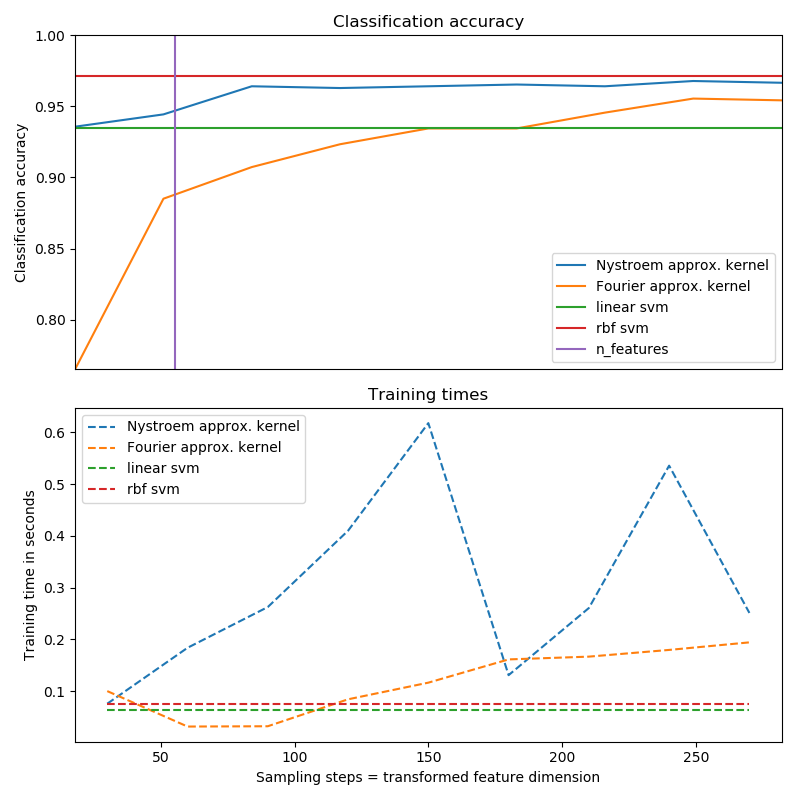 Classification accuracy
1.00
0.95
0.90
0.85
0.80
Classification accuracy
Nystroem approx. kernel
Fourier approx. kernel
linear svm
rbf svm
n_features
Training times
Nystroem approx. kernel
Fourier approx. kernel
linear svm
rbf svm
0.6
0.5
0.4
0.3
0.2
0.1
Training time in seconds
50
100
150
200
250
Sampling steps = transformed feature dimension